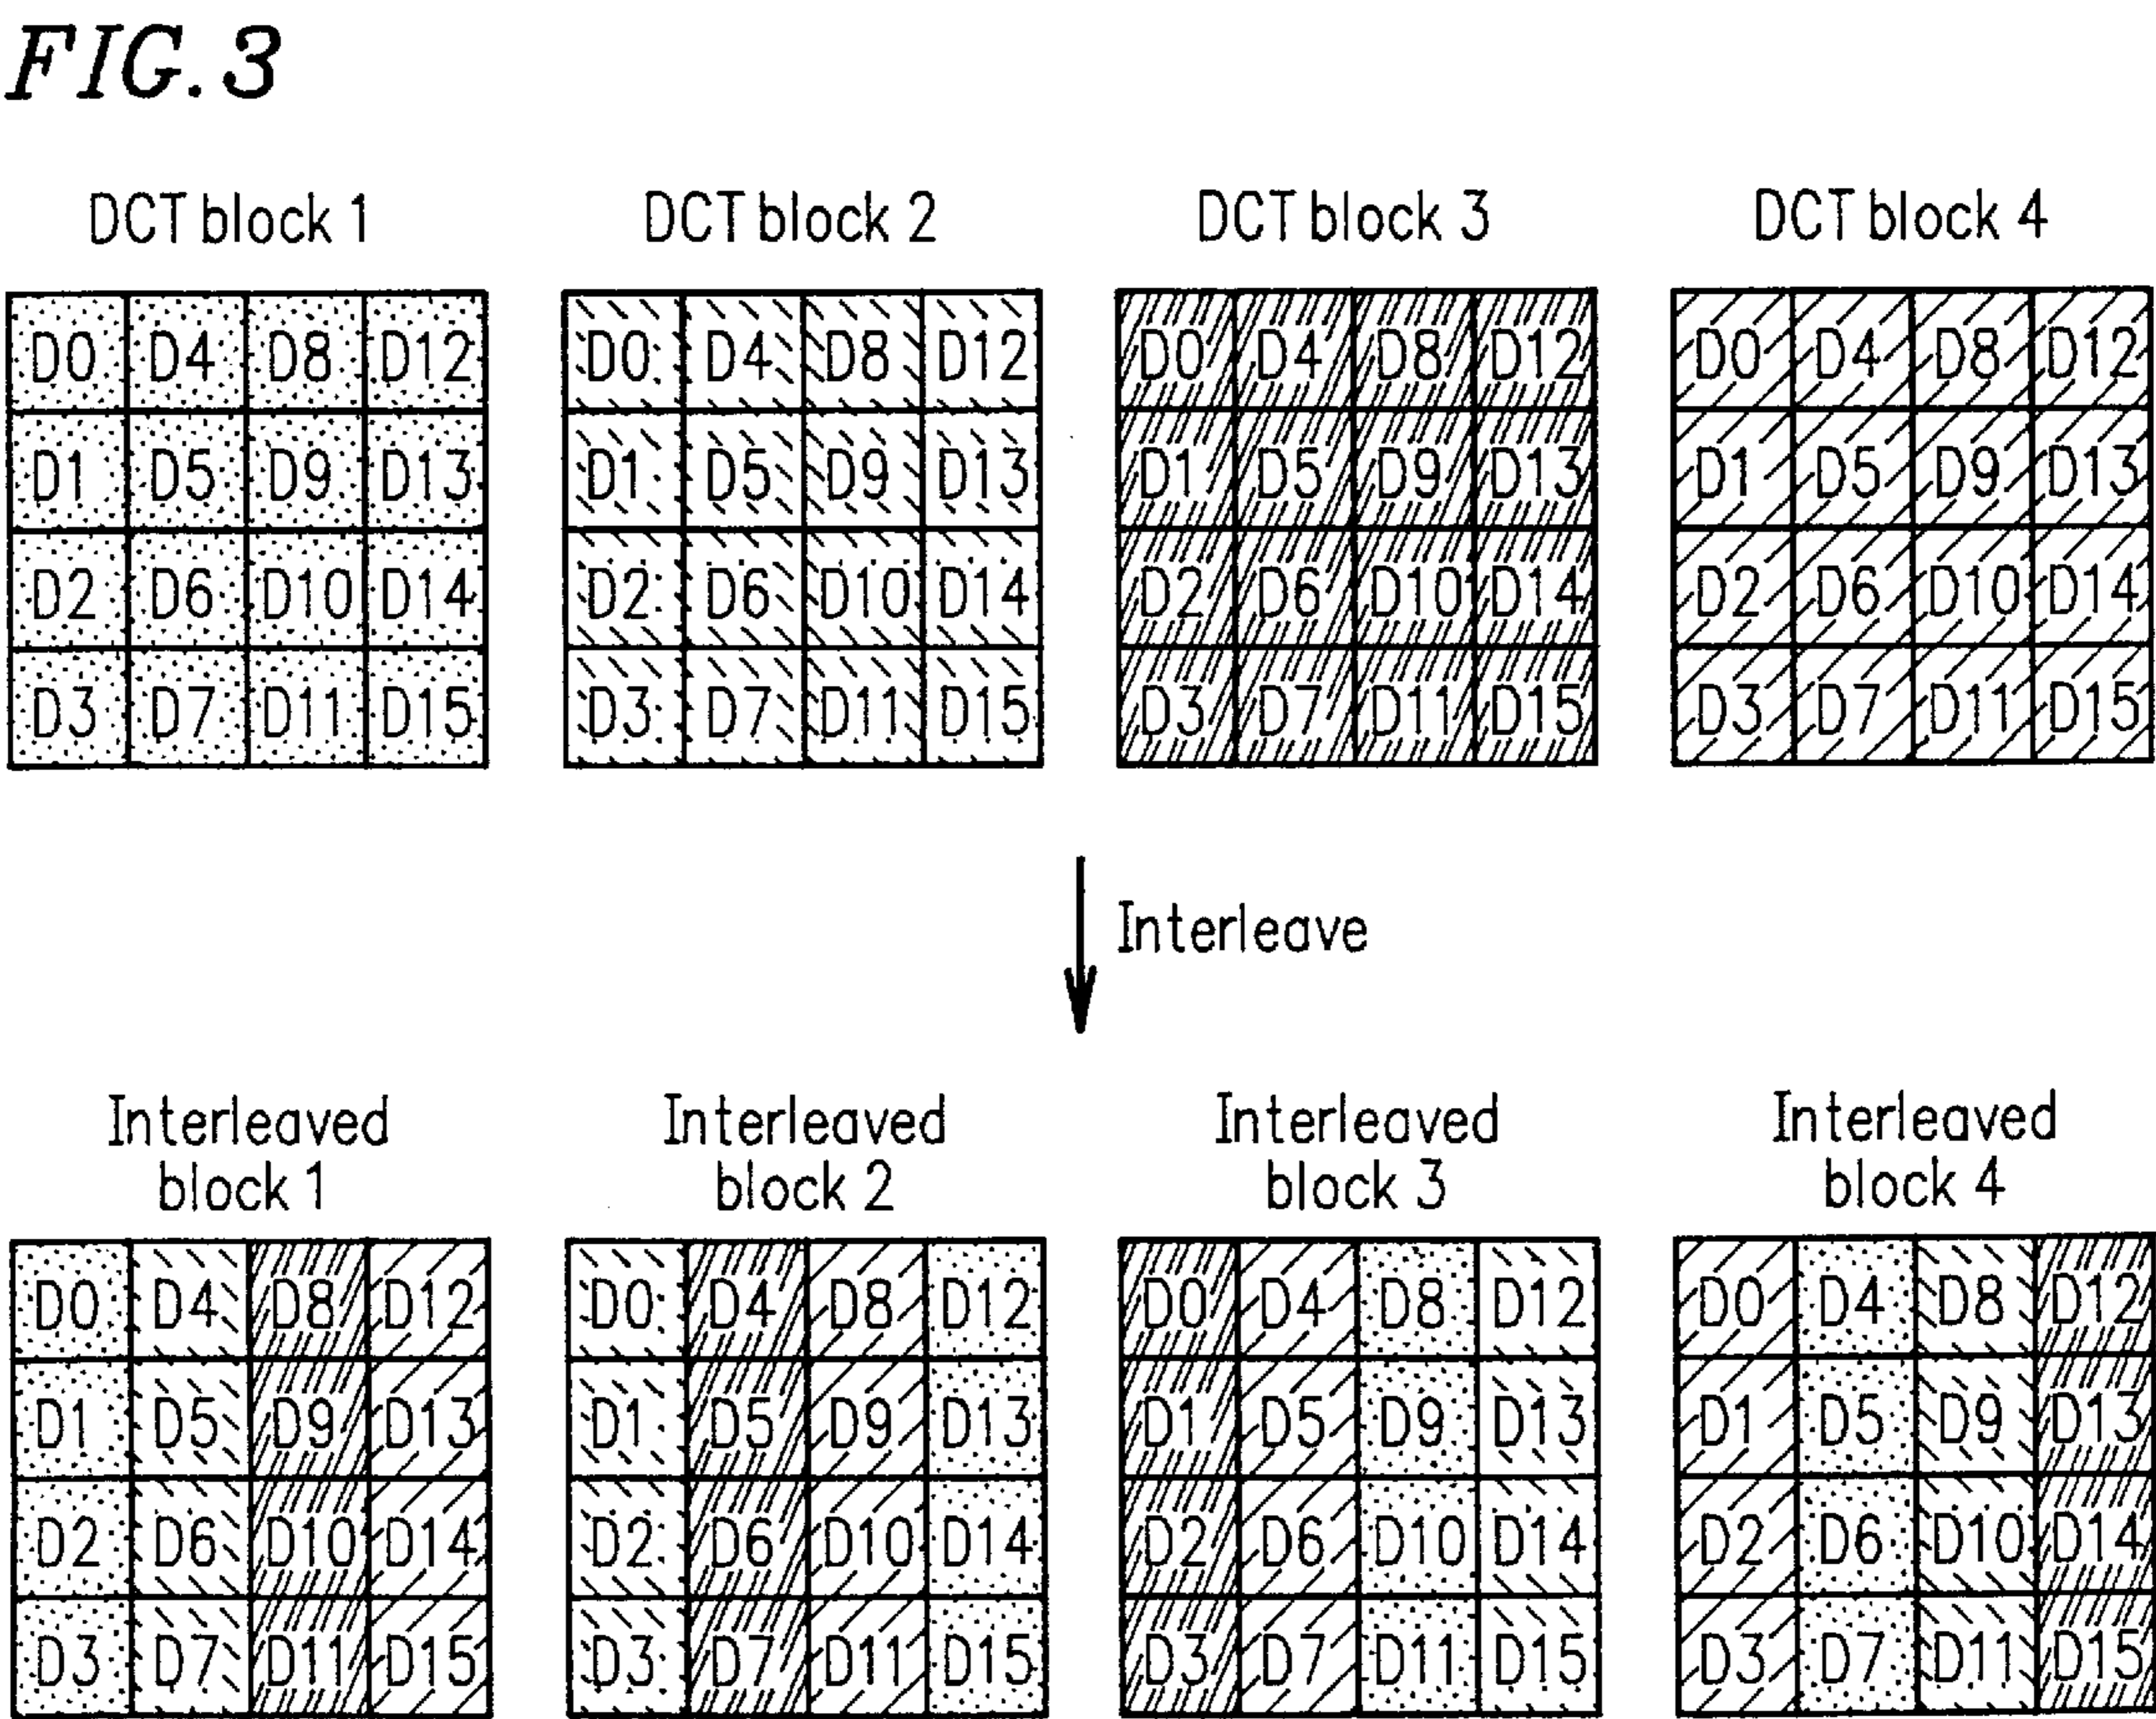 FIG. 3
DCT block 1 DCT block 2 DCT block 3 DCT block 4
D0 D4 D8 D12 D0 D4 D8 D12 D0 D4 D8 D12 D0 D4 D8 D12
D1 D5 D9 D13 D1 D5 D9 D13 D1 D5 D9 D13 D1 D5 D9 D13
D2 D6 D10 D14 D2 D6 D10 D14 D2 D6 D10 D14 D2 D6 D10 D14
D3 D7 D11 D15 D3 D7 D11 D15 D3 D7 D11 D15 D3 D7 D11 D15
Interleave
Interleaved Interleaved Interleaved Interleaved
block 1 block 2 block 3 block 4
D0 D4 D8 D12 D0 D4 D8 D12 D0 D4 D8 D12 D0 D4 D8 D12
D1 D5 D9 D13 D1 D5 D9 D13 D1 D5 D9 D13 D1 D5 D9 D13
D2 D6 D10 D14 D2 D6 D10 D14 D2 D6 D10 D14 D2 D6 D10 D14
D3 D7 D11 D15 D3 D7 D11 D15 D3 D7 D11 D15 D3 D7 D11 D15